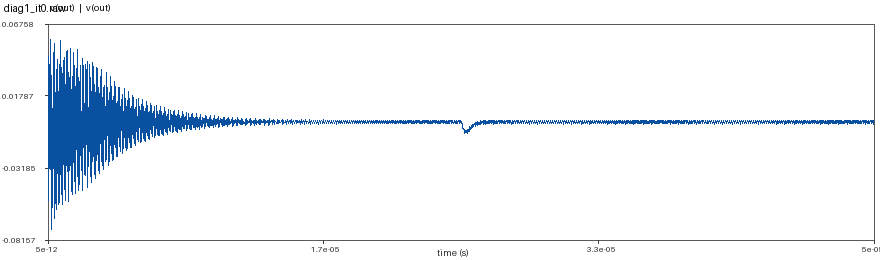 diag1_it0.raw v(out) | v(out)
0.06758
0.01787
-0.03185
-0.08157
5e-12
1.7e-05
3.3e-05
5e-05
time (s)